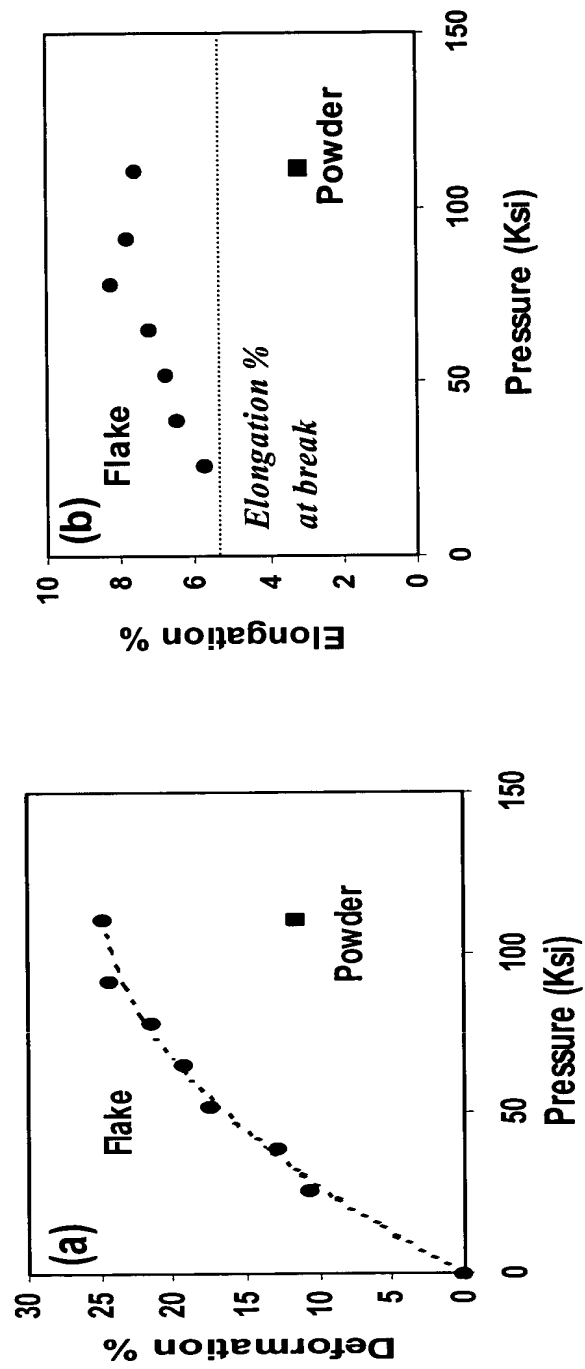 (a)
Deformation %
30
25
20
15
10
5
0
Flake
Powder
0
50
100
150
Pressure (Ksi)
(b)
Elongation %
10
8
6
4
2
0
Flake
Elongation %
at break
Powder
0
50
100
150
Pressure (Ksi)